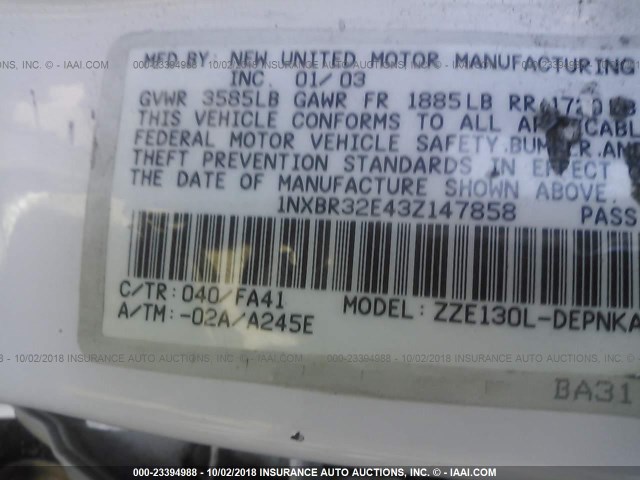 MFD BY: NEW UNITED MOTOR MANUFACTURING
INC. 01/03
GVWR 3585LB GAWR FR 1885LB RR
THIS VEHICLE CONFORMS TO ALL
FEDERAL MOTOR VEHICLE SAFETY, AND
THEFT PREVENTION STANDARDS IN EFFECT
THE DATE OF MANUFACTURE SHOWN ABOVE.
1NXBR32E43Z147858 PASS
C/TR: 040/FA41 MODEL: ZZE130L-DEPNKA
A/TM: -02A/A245E
BA31
000-23394988 - 10/02/2018 INSURANCE AUTO AUCTIONS, INC. - IAAI.COM